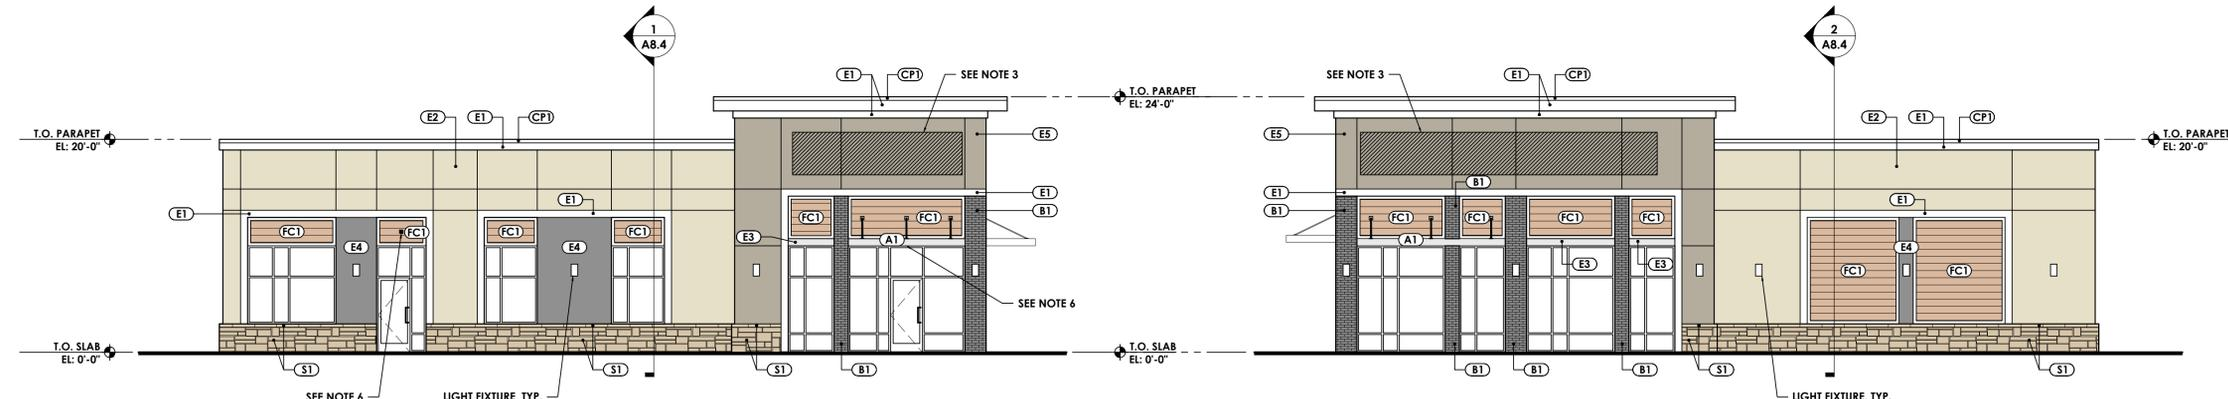 1
A8.4
2
A8.4
E1
CP1
SEE NOTE 3
T.O. PARAPET
EL: 24'-0"
SEE NOTE 3
E1
CP1
T.O. PARAPET
EL: 20'-0"
E2
E1
CP1
E5
E5
E2
E1
CP1
T.O. PARAPET
EL: 20'-0"
E1
E1
E1
B1
E1
B1
B1
E1
FC1
E4
FC1
FC1
E4
FC1
E3
FC1
FC1
A1
FC1
A1
FC1
FC1
FC1
E3
E3
FC1
E4
FC1
SEE NOTE 6
T.O. SLAB
EL: 0'-0"
T.O. SLAB
EL: 0'-0"
S1
S1
S1
B1
B1
B1
B1
S1
S1
SEE NOTE 6
LIGHT FIXTURE, TYP.
LIGHT FIXTURE, TYP.